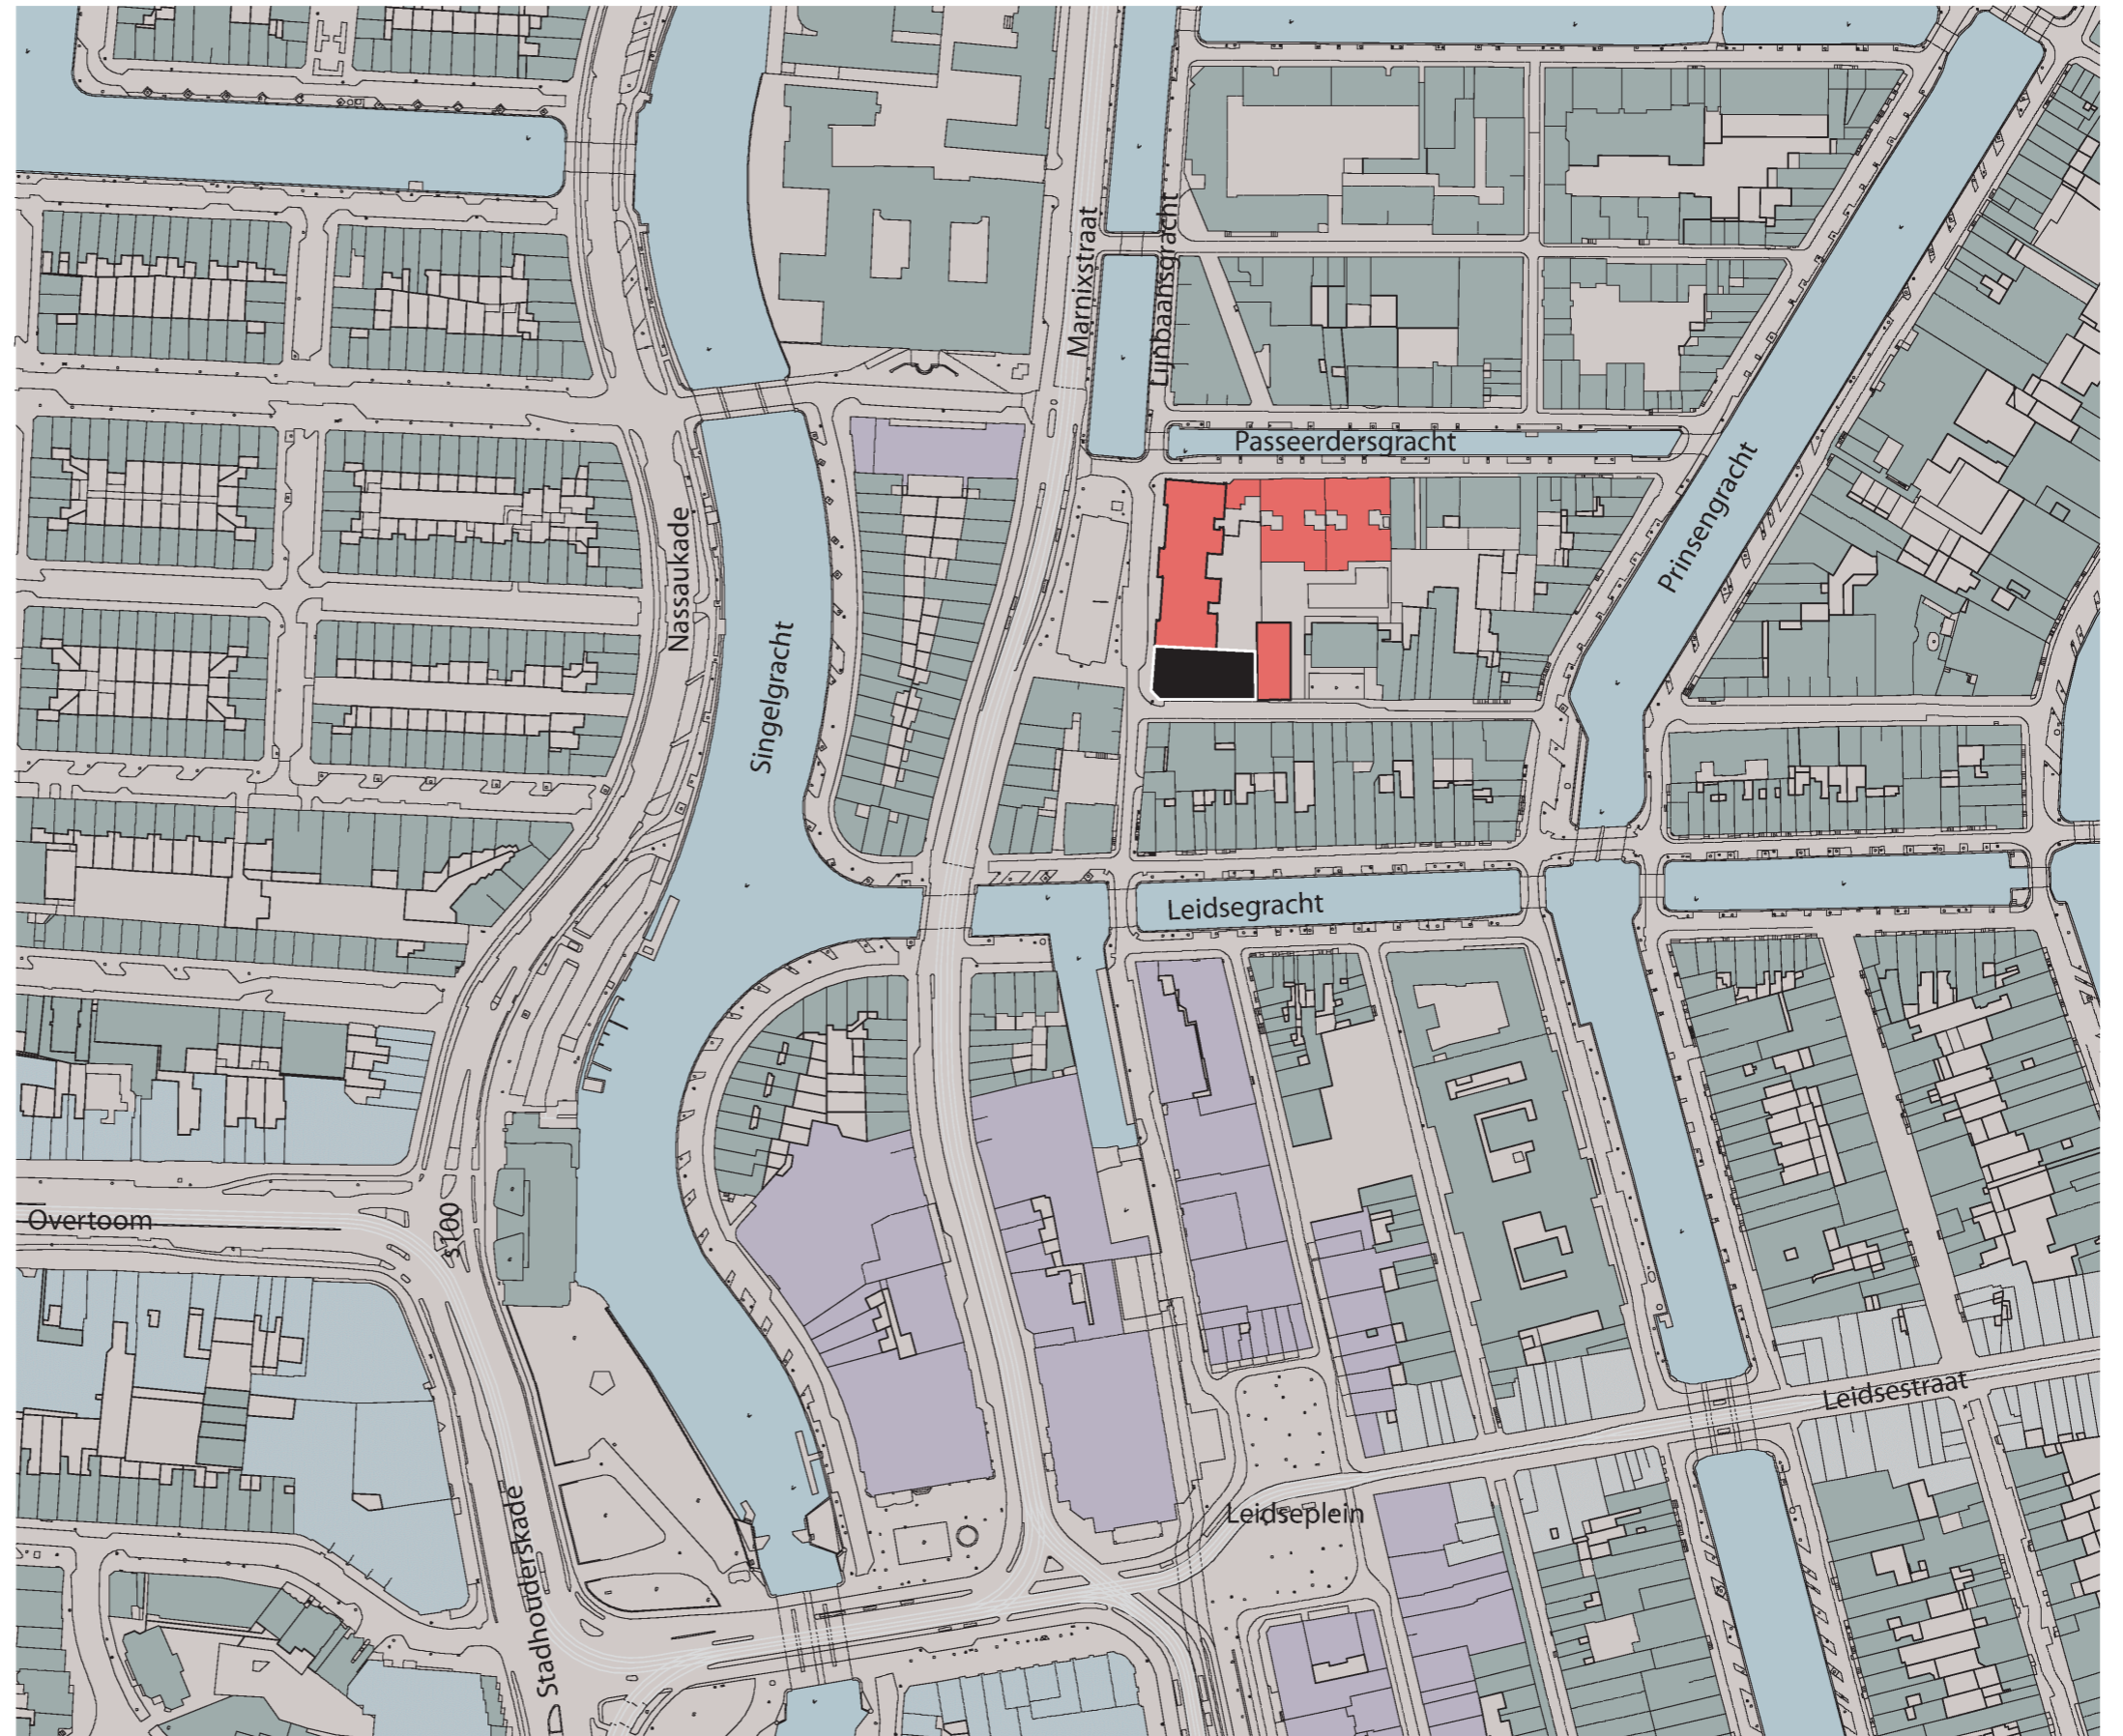 Marnixstraat
Lijnbaansgracht
Passeerdersgracht
Prinsengracht
Nassaukade
Singelgracht
Leidsegracht
Overtoom
s100
Leidsestraat
Leidseplein
Stadhouderskade